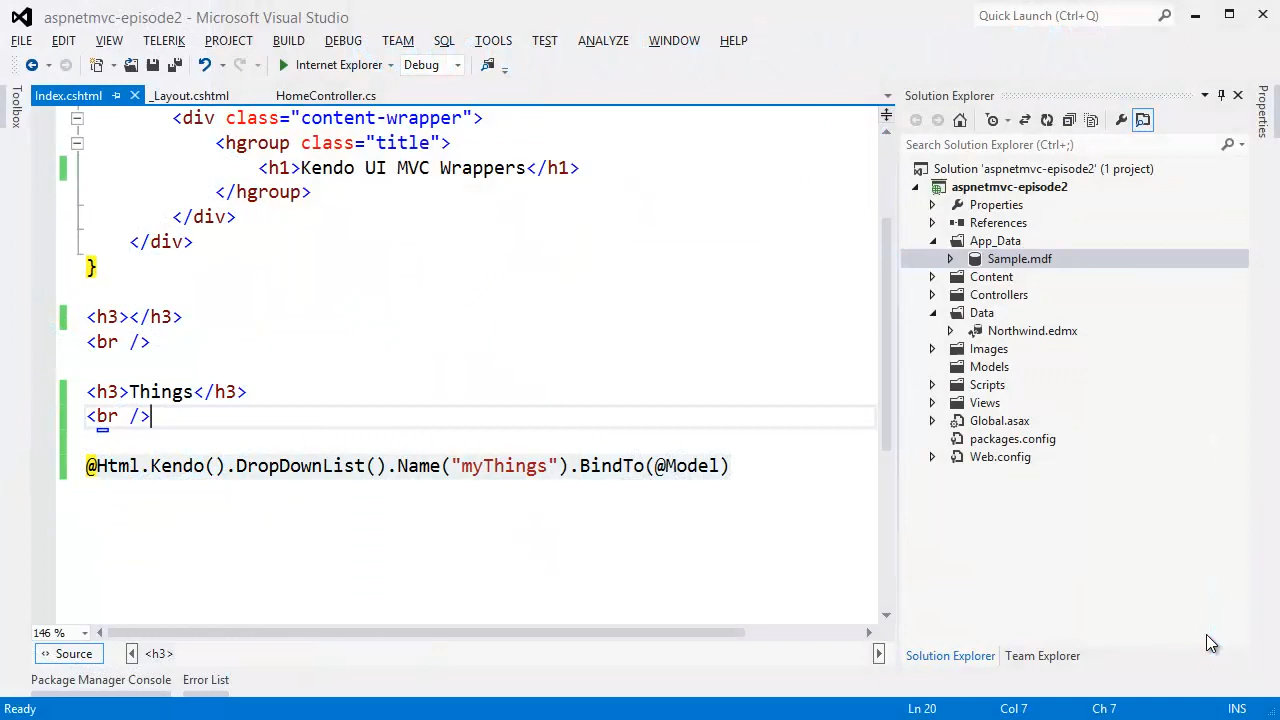 aspnetmvc-episode2 - Microsoft Visual Studio
Quick Launch (Ctrl+Q)
FILE EDIT VIEW TELERIK PROJECT BUILD DEBUG TEAM SQL TOOLS TEST ANALYZE WINDOW HELP
Internet Explorer Debug
Index.cshtml _Layout.cshtml HomeController.cs
<div class="content-wrapper">
<hgroup class="title">
<h1>Kendo UI MVC Wrappers</h1>
</hgroup>
</div>
</div>
}
<h3></h3>
<br />
<h3>Things</h3>
<br />
@Html.Kendo().DropDownList().Name("myThings").BindTo(@Model)
146 %
Source <h3>
Package Manager Console Error List
Toolbox
Solution Explorer
Search Solution Explorer (Ctrl+;)
Solution 'aspnetmvc-episode2' (1 project)
aspnetmvc-episode2
Properties
References
App_Data
Sample.mdf
Content
Controllers
Data
Northwind.edmx
Images
Models
Scripts
Views
Global.asax
packages.config
Web.config
Solution Explorer Team Explorer
Properties
Ready Ln 20 Col 7 Ch 7 INS